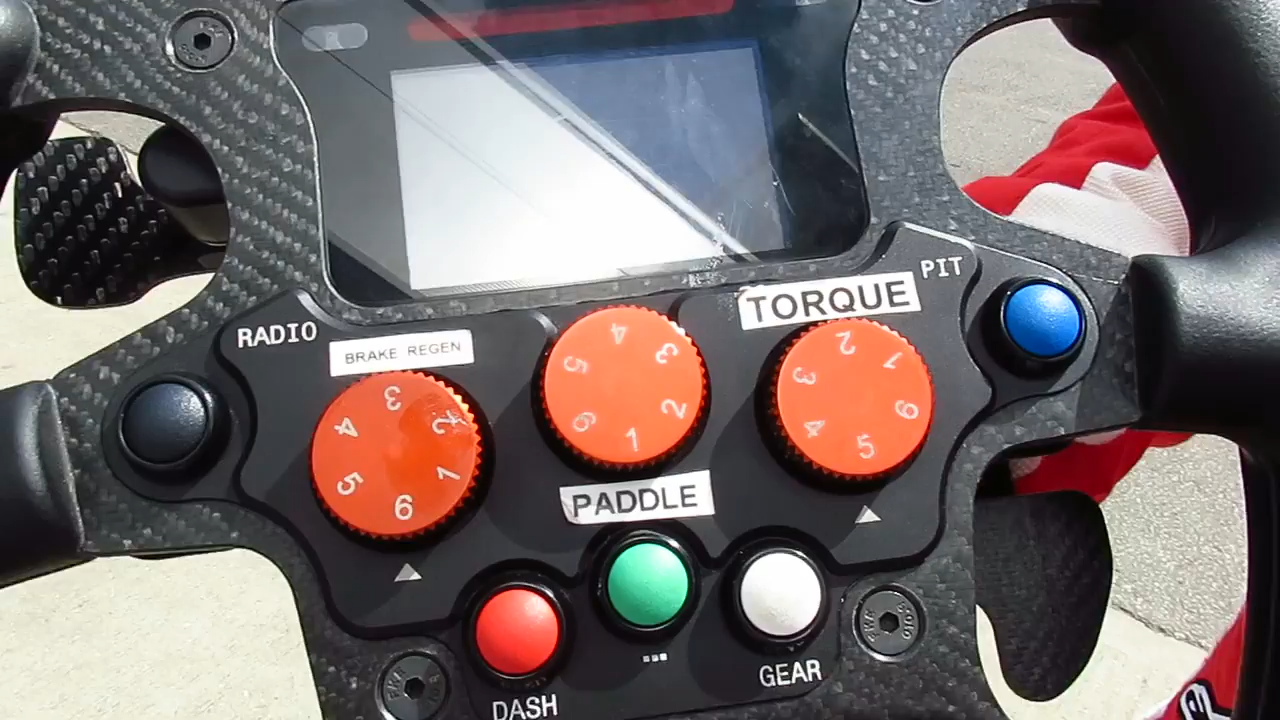 PIT
TORQUE
RADIO
BRAKE REGEN
1 2 3 4 5 6
1 2 3 4 5 6
1 2 3 4 5 6
PADDLE
GEAR
DASH